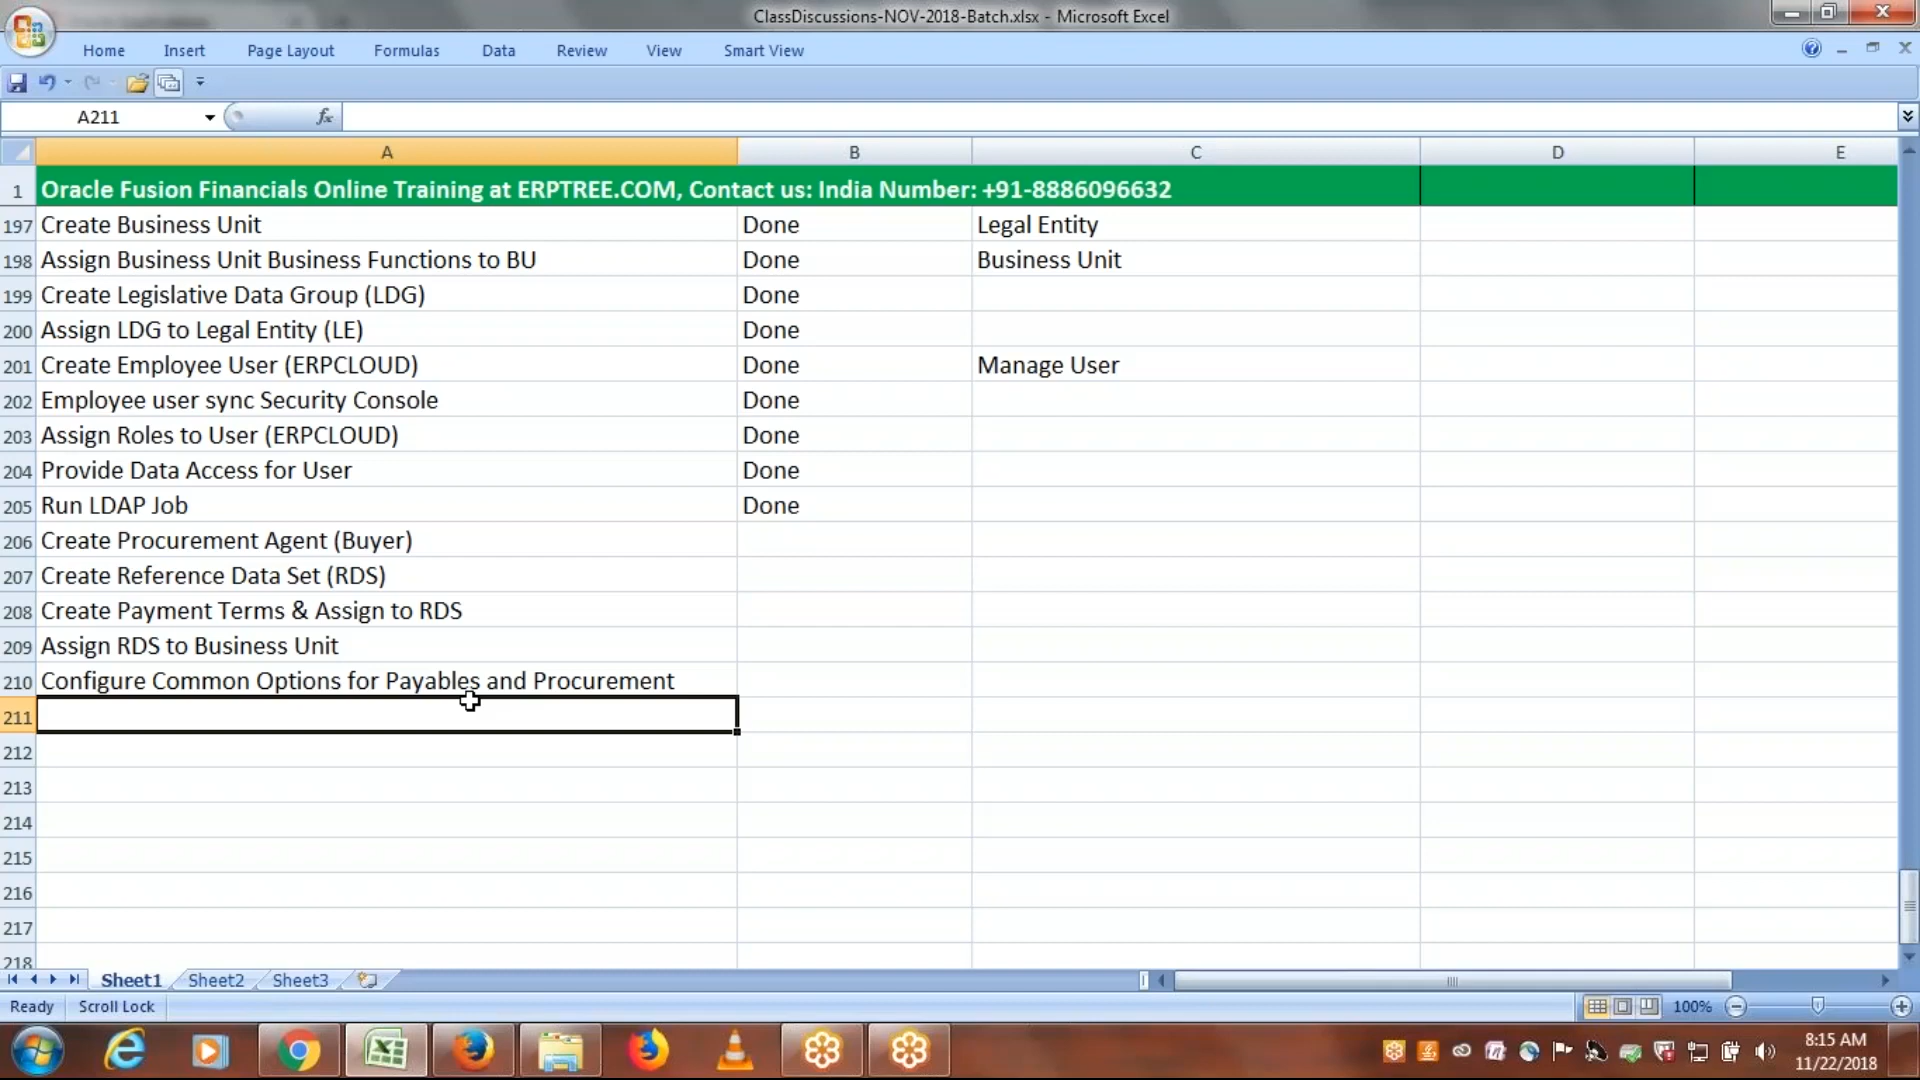 ClassDiscussions-NOV-2018-Batch.xlsx - Microsoft Excel
Home Insert Page Layout Formulas Data Review View Smart View
A211 fx
A B C D E
1 Oracle Fusion Financials Online Training at ERPTREE.COM, Contact us: India Number: +91-8886096632
197 Create Business Unit Done Legal Entity
198 Assign Business Unit Business Functions to BU Done Business Unit
199 Create Legislative Data Group (LDG) Done
200 Assign LDG to Legal Entity (LE) Done
201 Create Employee User (ERPCLOUD) Done Manage User
202 Employee user sync Security Console Done
203 Assign Roles to User (ERPCLOUD) Done
204 Provide Data Access for User Done
205 Run LDAP Job Done
206 Create Procurement Agent (Buyer)
207 Create Reference Data Set (RDS)
208 Create Payment Terms & Assign to RDS
209 Assign RDS to Business Unit
210 Configure Common Options for Payables and Procurement
211
212
213
214
215
216
217
218
Sheet1 Sheet2 Sheet3
Ready Scroll Lock 100%
8:15 AM
11/22/2018